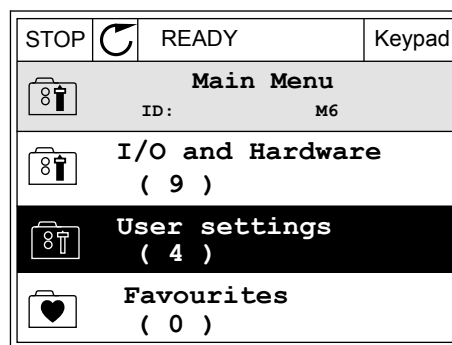 STOP READY Keypad
Main Menu
ID: M6
I/O and Hardware
( 9 )
User settings
( 4 )
Favourites
( 0 )